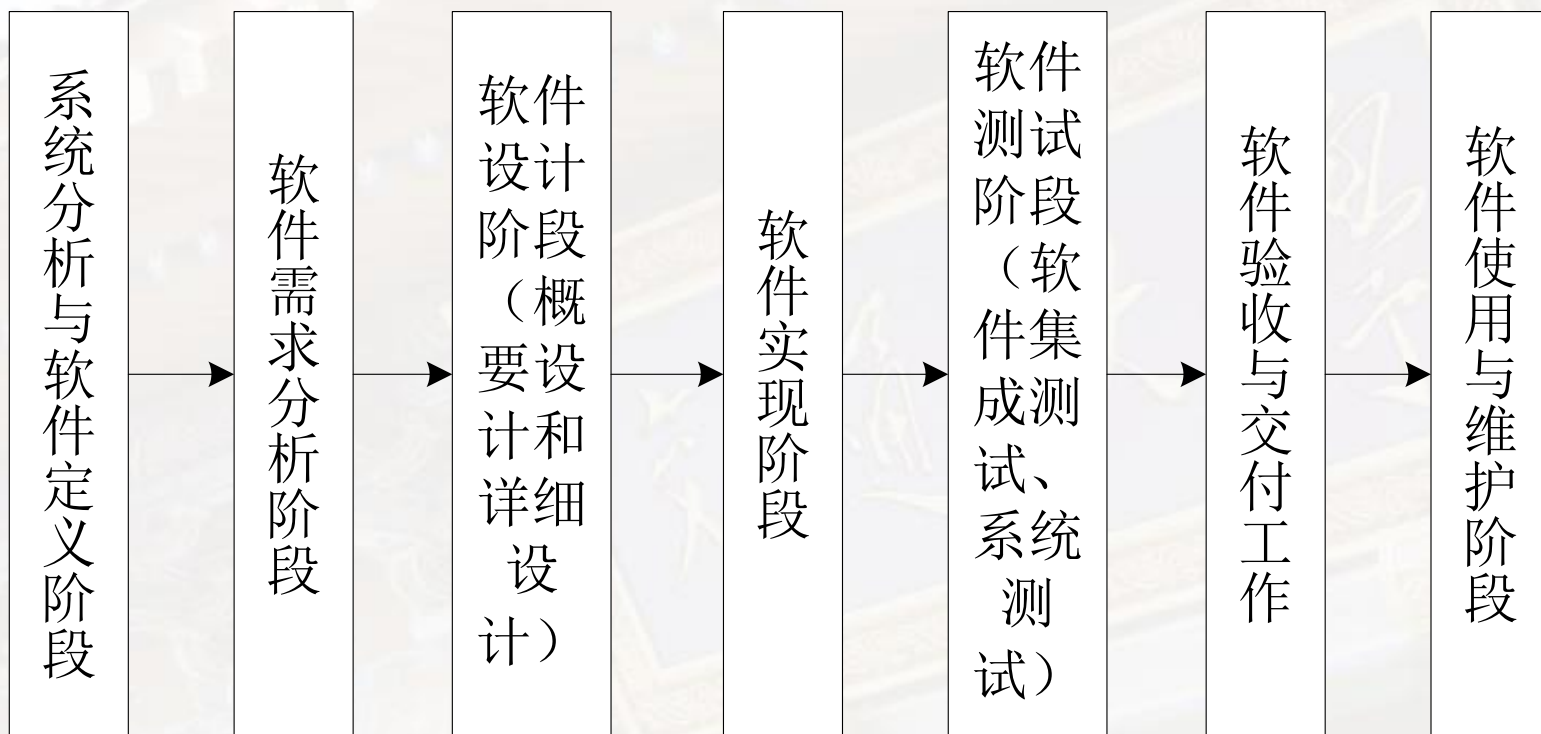 系统分析与软件定义阶段
软件需求分析阶段
软件
设计
阶段
（概
要设
计和
详细
设
计）
软件实现阶段
软件
测试
阶段
（软
件集
成测
试、
系统
测
试）
软件验收与交付工作
软件使用与维护阶段